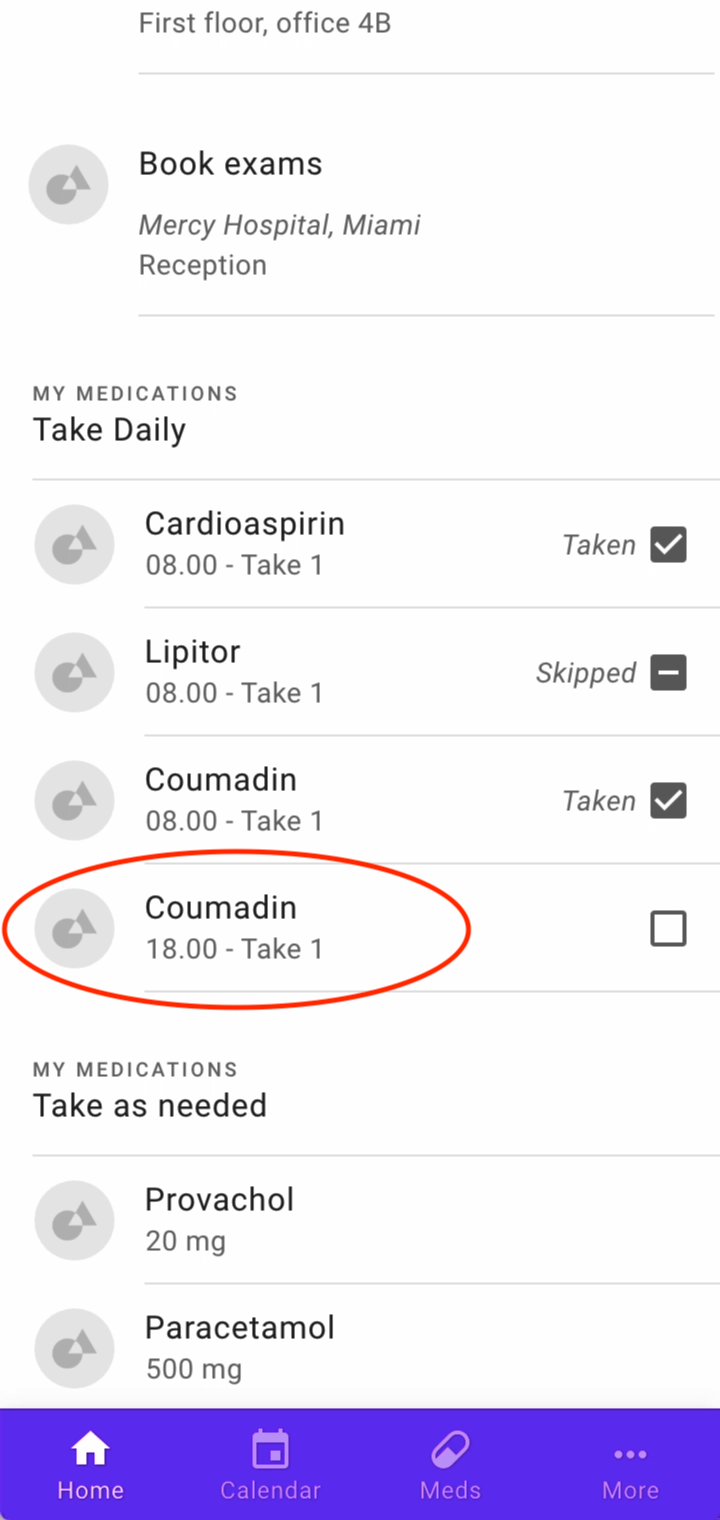 First floor, office 4B
Book exams
Mercy Hospital, Miami
Reception
MY MEDICATIONS
Take Daily
Cardioaspirin
08.00 - Take 1
Taken
Lipitor
08.00 - Take 1
Skipped
Coumadin
08.00 - Take 1
Taken
Coumadin
18.00 - Take 1
MY MEDICATIONS
Take as needed
Provachol
20 mg
Paracetamol
500 mg
Home Calendar Meds More